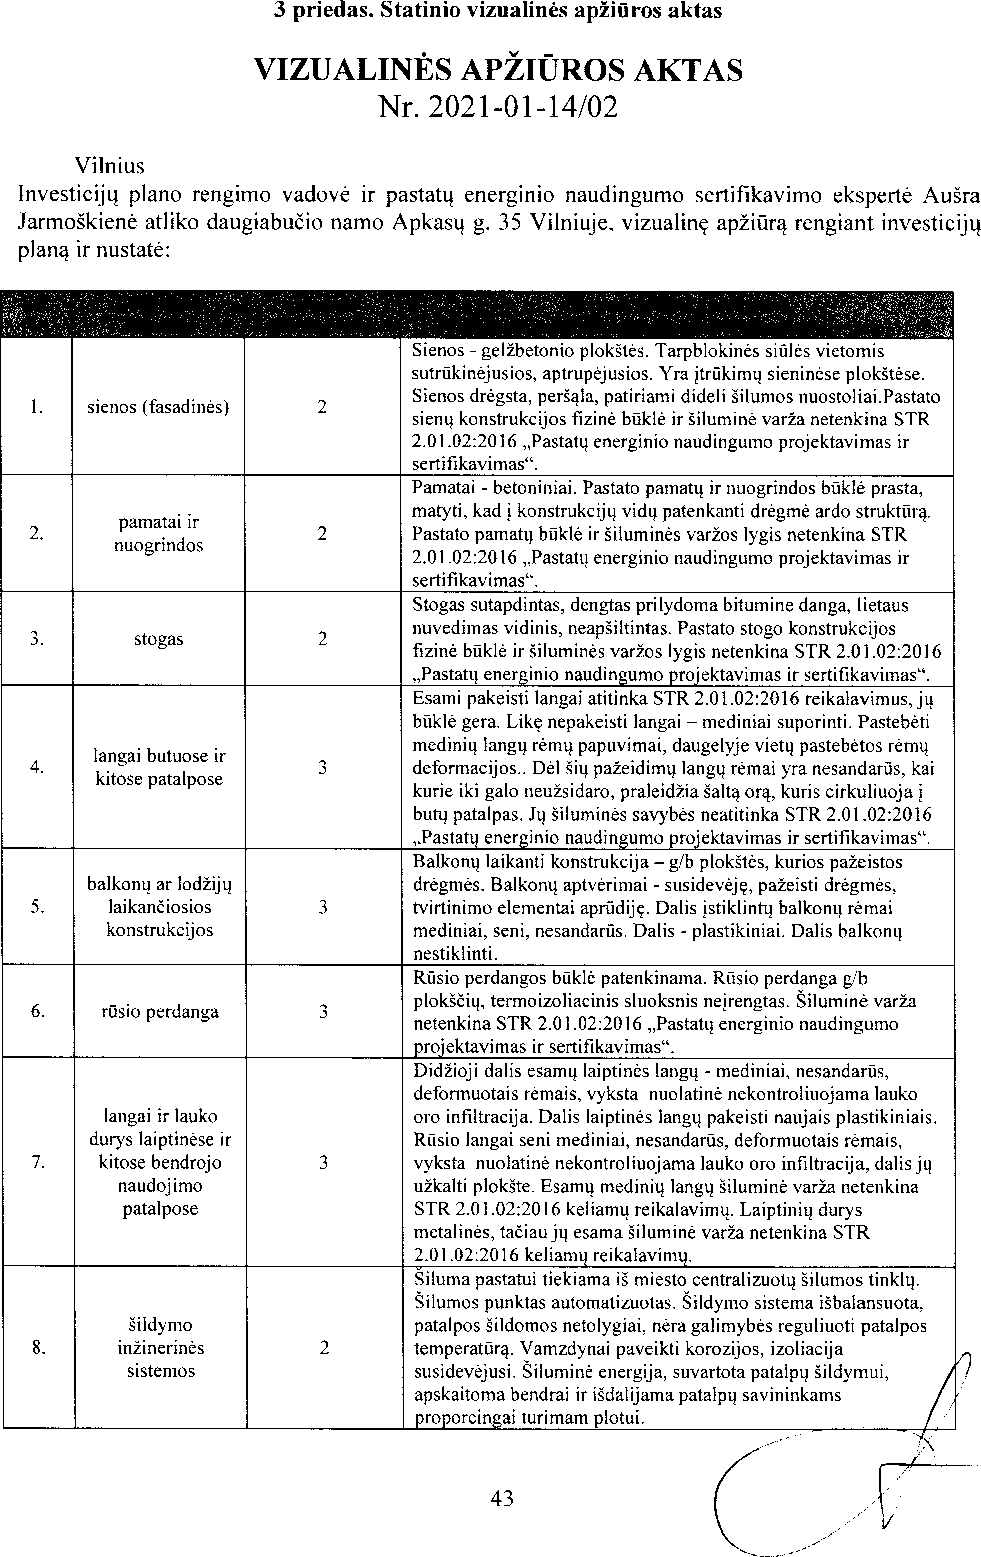 3 priedas. Statinio vizualinės apžiūros aktas
VIZUALINĖS APŽIŪROS AKTAS
Nr. 2021-01-14/02
Vilnius
Investicijų plano rengimo vadovė ir pastatų energinio naudingumo sertifikavimo ekspertė Aušra
Jarmoškienė atliko daugiabučio namo Apkasų g. 35 Vilniuje, vizualinę apžiūrą rengiant investicijų
planą ir nustatė:
1.
sienos (fasadinės)
2
Sienos - gelžbetonio plokštės. Tarpblokinės siūlės vietomis
sutrūkinėjusios, aptrupėjusios. Yra įtrūkimų sieninėse plokštėse.
Sienos drėgsta, peršąla, patiriami dideli šilumos nuostoliai.Pastato
sienų konstrukcijos fizinė būklė ir šiluminė varža netenkina STR
2.01.02:2016 „Pastatų energinio naudingumo projektavimas ir
sertifikavimas“.
2.
pamatai ir
nuogrindos
2
Pamatai - betoniniai. Pastato pamatų ir nuogrindos būklė prasta,
matyti, kad į konstrukcijų vidų patenkanti drėgmė ardo struktūrą.
Pastato pamatų būklė ir šiluminės varžos lygis netenkina STR
2.01.02:2016 „Pastatų energinio naudingumo projektavimas ir
sertifikavimas“.
3.
stogas
2
Stogas sutapdintas, dengtas prilydoma bitumine danga, lietaus
nuvedimas vidinis, neapšiltintas. Pastato stogo konstrukcijos
fizinė būklė ir šiluminės varžos lygis netenkina STR 2.01.02:2016
„Pastatų energinio naudingumo projektavimas ir sertifikavimas“.
4.
langai butuose ir
kitose patalpose
3
Esami pakeisti langai atitinka STR 2.01.02:2016 reikalavimus, jų
būklė gera. Likę nepakeisti langai – mediniai suporinti. Pastebėti
medinių langų rėmų papuvimai, daugelyje vietų pastebėtos rėmų
deformacijos.. Dėl šių pažeidimų langų rėmai yra nesandarūs, kai
kurie iki galo neužsidaro, praleidžia šaltą orą, kuris cirkuliuoja į
butų patalpas. Jų šiluminės savybės neatitinka STR 2.01.02:2016
„Pastatų energinio naudingumo projektavimas ir sertifikavimas“.
5.
balkonų ar lodžijų
laikančiosios
konstrukcijos
3
Balkonų laikanti konstrukcija – g/b plokštės, kurios pažeistos
drėgmės. Balkonų aptvėrimai - susidevėję, pažeisti drėgmės,
tvirtinimo elementai aprūdiję. Dalis įstiklintų balkonų rėmai
mediniai, seni, nesandarūs. Dalis - plastikiniai. Dalis balkonų
nestiklinti.
6.
rūsio perdanga
3
Rūsio perdangos būklė patenkinama. Rūsio perdanga g/b
plokščių, termoizoliacinis sluoksnis neįrengtas. Šiluminė varža
netenkina STR 2.01.02:2016 „Pastatų energinio naudingumo
projektavimas ir sertifikavimas“.
7.
langai ir lauko
durys laiptinėse ir
kitose bendrojo
naudojimo
patalpose
3
Didžioji dalis esamų laiptinės langų - mediniai, nesandarūs,
deformuotais rėmais, vyksta nuolatinė nekontroliuojama lauko
oro infiltracija. Dalis laiptinės langų pakeisti naujais plastikiniais.
Rūsio langai seni mediniai, nesandarūs, deformuotais rėmais,
vyksta nuolatinė nekontroliuojama lauko oro infiltracija, dalis jų
užkalti plokšte. Esamų medinių langų šiluminė varža netenkina
STR 2.01.02:2016 keliamų reikalavimų. Laiptinių durys
metalinės, tačiau jų esama šiluminė varža netenkina STR
2.01.02:2016 keliamų reikalavimų.
8.
šildymo
inžinerinės
sistemos
2
Šiluma pastatui tiekiama iš miesto centralizuotų šilumos tinklų.
Šilumos punktas automatizuotas. Šildymo sistema išbalansuota,
patalpos šildomos netolygiai, nėra galimybės reguliuoti patalpos
temperatūrą. Vamzdynai paveikti korozijos, izoliacija
susidevėjusi. Šiluminė energija, suvartota patalpų šildymui,
apskaitoma bendrai ir išdalijama patalpų savininkams
proporcingai turimam plotui.
43